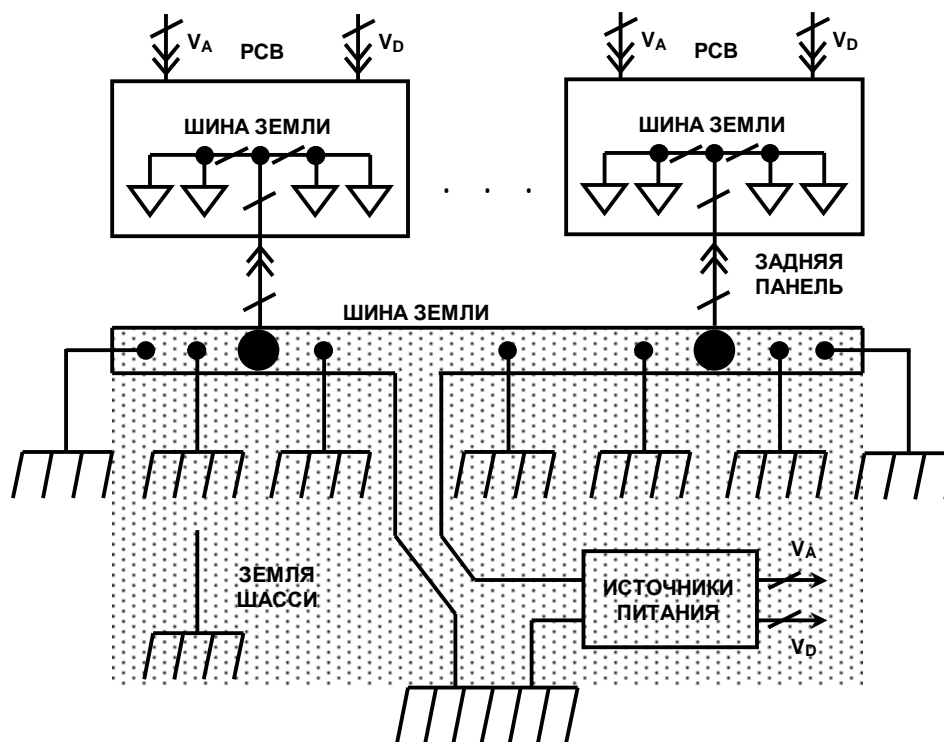 VA
PCB
VD
VA
PCB
VD
ШИНА ЗЕМЛИ
ШИНА ЗЕМЛИ
. . .
ЗАДНЯЯ
ПАНЕЛЬ
ШИНА ЗЕМЛИ
ЗЕМЛЯ
ШАССИ
ИСТОЧНИКИ
ПИТАНИЯ
VA
VD